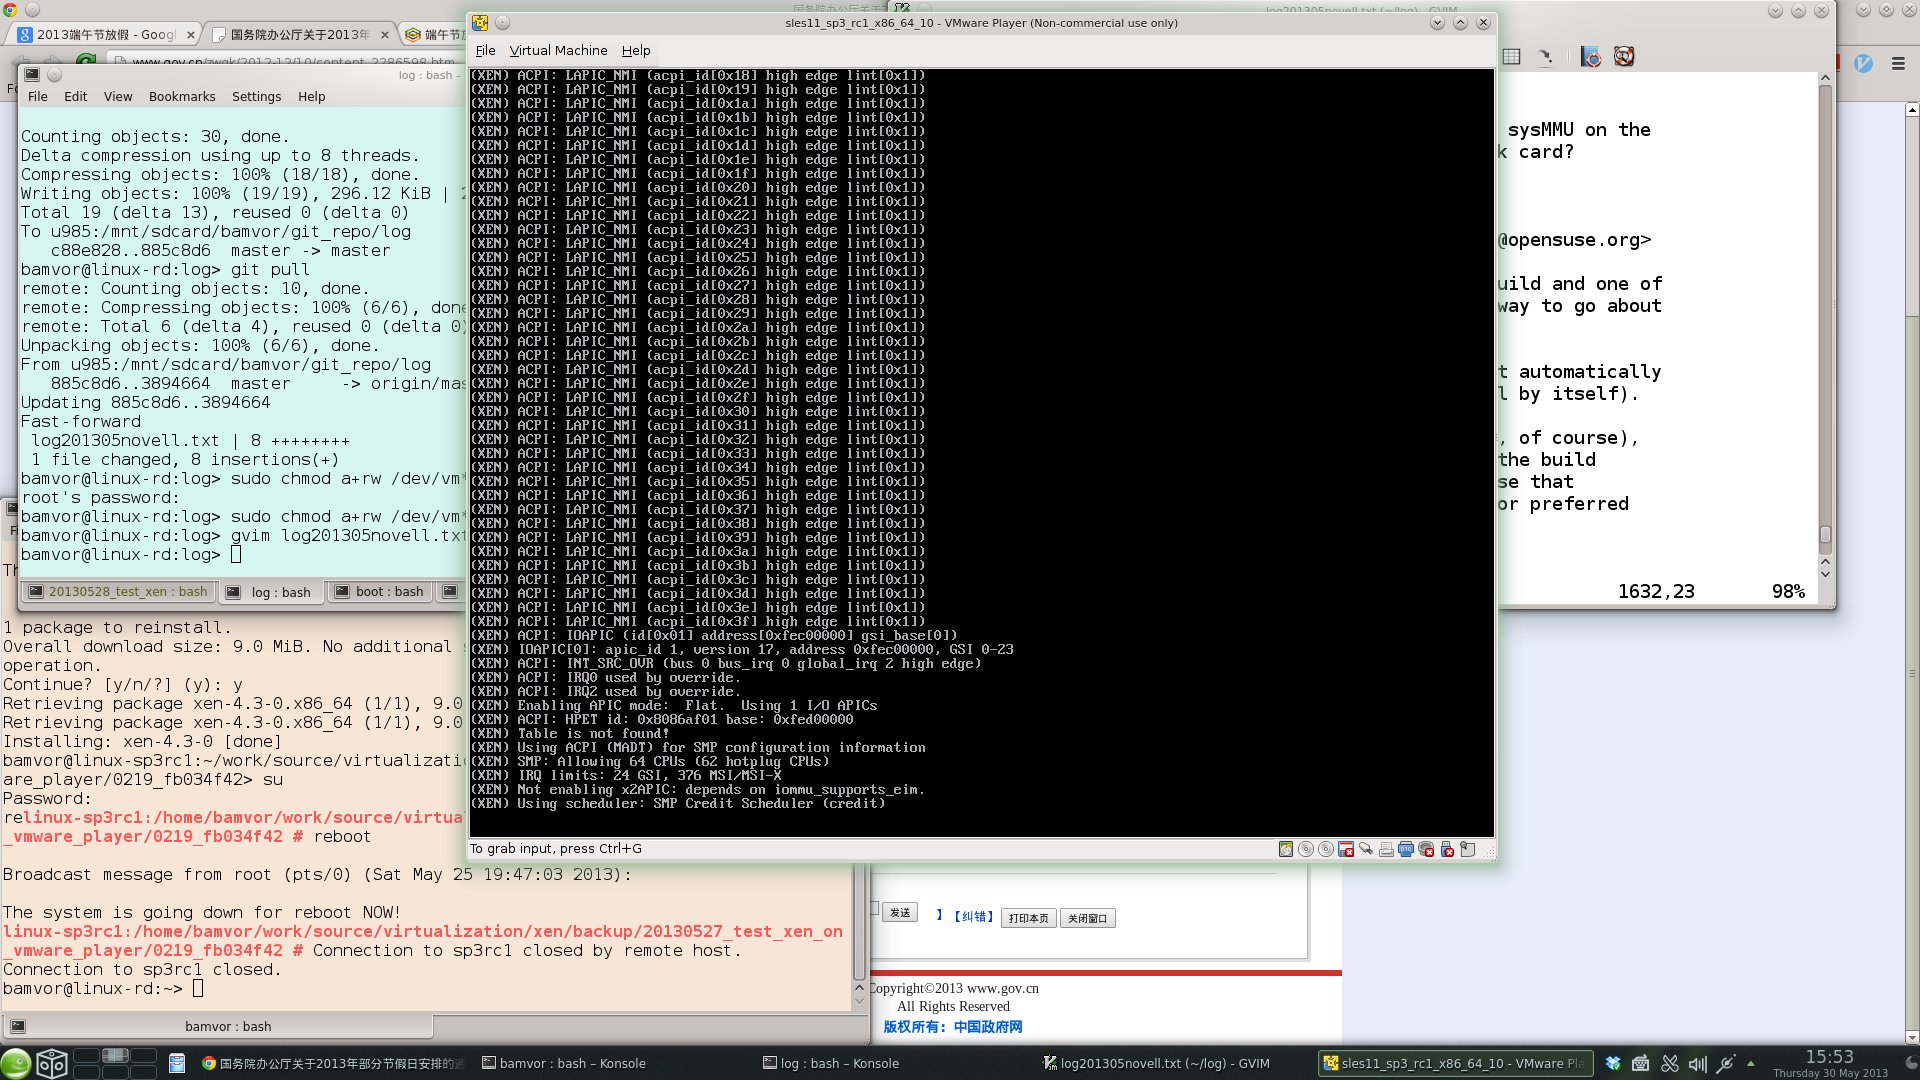 2013端午节放假 - Googl
国务院办公厅关于2013年
端午节方
www.gov.cn/zwgk/2012-12/10/content_2286598.htm
log201305novell.txt (~/log) - GVIM
log : bash –
File Edit View Bookmarks Settings Help
Counting objects: 30, done.
Delta compression using up to 8 threads.
Compressing objects: 100% (18/18), done.
Writing objects: 100% (19/19), 296.12 KiB | 2
Total 19 (delta 13), reused 0 (delta 0)
To u985:/mnt/sdcard/bamvor/git_repo/log
c88e828..885c8d6 master -> master
bamvor@linux-rd:log> git pull
remote: Counting objects: 10, done.
remote: Compressing objects: 100% (6/6), done
remote: Total 6 (delta 4), reused 0 (delta 0)
Unpacking objects: 100% (6/6), done.
From u985:/mnt/sdcard/bamvor/git_repo/log
885c8d6..3894664 master -> origin/mas
Updating 885c8d6..3894664
Fast-forward
log201305novell.txt | 8 ++++++++
1 file changed, 8 insertions(+)
bamvor@linux-rd:log> sudo chmod a+rw /dev/vm*
root's password:
bamvor@linux-rd:log> sudo chmod a+rw /dev/vm*
bamvor@linux-rd:log> gvim log201305novell.txt
bamvor@linux-rd:log>
20130528_test_xen : bash
log : bash
boot : bash
1 package to reinstall.
Overall download size: 9.0 MiB. No additional s
operation.
Continue? [y/n/?] (y): y
Retrieving package xen-4.3-0.x86_64 (1/1), 9.0
Retrieving package xen-4.3-0.x86_64 (1/1), 9.0
Installing: xen-4.3-0 [done]
bamvor@linux-sp3rc1:~/work/source/virtualizatio
are_player/0219_fb034f42> su
Password:
relinux-sp3rc1:/home/bamvor/work/source/virtua
_vmware_player/0219_fb034f42 # reboot
Broadcast message from root (pts/0) (Sat May 25 19:47:03 2013):
The system is going down for reboot NOW!
linux-sp3rc1:/home/bamvor/work/source/virtualization/xen/backup/20130527_test_xen_on
_vmware_player/0219_fb034f42 # Connection to sp3rc1 closed by remote host.
Connection to sp3rc1 closed.
bamvor@linux-rd:~>
bamvor : bash
sles11_sp3_rc1_x86_64_10 - VMware Player (Non-commercial use only)
File Virtual Machine Help
(XEN) ACPI: LAPIC_NMI (acpi_id[0x18] high edge lint[0x1])
(XEN) ACPI: LAPIC_NMI (acpi_id[0x19] high edge lint[0x1])
(XEN) ACPI: LAPIC_NMI (acpi_id[0x1a] high edge lint[0x1])
(XEN) ACPI: LAPIC_NMI (acpi_id[0x1b] high edge lint[0x1])
(XEN) ACPI: LAPIC_NMI (acpi_id[0x1c] high edge lint[0x1])
(XEN) ACPI: LAPIC_NMI (acpi_id[0x1d] high edge lint[0x1])
(XEN) ACPI: LAPIC_NMI (acpi_id[0x1e] high edge lint[0x1])
(XEN) ACPI: LAPIC_NMI (acpi_id[0x1f] high edge lint[0x1])
(XEN) ACPI: LAPIC_NMI (acpi_id[0x20] high edge lint[0x1])
(XEN) ACPI: LAPIC_NMI (acpi_id[0x21] high edge lint[0x1])
(XEN) ACPI: LAPIC_NMI (acpi_id[0x22] high edge lint[0x1])
(XEN) ACPI: LAPIC_NMI (acpi_id[0x23] high edge lint[0x1])
(XEN) ACPI: LAPIC_NMI (acpi_id[0x24] high edge lint[0x1])
(XEN) ACPI: LAPIC_NMI (acpi_id[0x25] high edge lint[0x1])
(XEN) ACPI: LAPIC_NMI (acpi_id[0x26] high edge lint[0x1])
(XEN) ACPI: LAPIC_NMI (acpi_id[0x27] high edge lint[0x1])
(XEN) ACPI: LAPIC_NMI (acpi_id[0x28] high edge lint[0x1])
(XEN) ACPI: LAPIC_NMI (acpi_id[0x29] high edge lint[0x1])
(XEN) ACPI: LAPIC_NMI (acpi_id[0x2a] high edge lint[0x1])
(XEN) ACPI: LAPIC_NMI (acpi_id[0x2b] high edge lint[0x1])
(XEN) ACPI: LAPIC_NMI (acpi_id[0x2c] high edge lint[0x1])
(XEN) ACPI: LAPIC_NMI (acpi_id[0x2d] high edge lint[0x1])
(XEN) ACPI: LAPIC_NMI (acpi_id[0x2e] high edge lint[0x1])
(XEN) ACPI: LAPIC_NMI (acpi_id[0x2f] high edge lint[0x1])
(XEN) ACPI: LAPIC_NMI (acpi_id[0x30] high edge lint[0x1])
(XEN) ACPI: LAPIC_NMI (acpi_id[0x31] high edge lint[0x1])
(XEN) ACPI: LAPIC_NMI (acpi_id[0x32] high edge lint[0x1])
(XEN) ACPI: LAPIC_NMI (acpi_id[0x33] high edge lint[0x1])
(XEN) ACPI: LAPIC_NMI (acpi_id[0x34] high edge lint[0x1])
(XEN) ACPI: LAPIC_NMI (acpi_id[0x35] high edge lint[0x1])
(XEN) ACPI: LAPIC_NMI (acpi_id[0x36] high edge lint[0x1])
(XEN) ACPI: LAPIC_NMI (acpi_id[0x37] high edge lint[0x1])
(XEN) ACPI: LAPIC_NMI (acpi_id[0x38] high edge lint[0x1])
(XEN) ACPI: LAPIC_NMI (acpi_id[0x39] high edge lint[0x1])
(XEN) ACPI: LAPIC_NMI (acpi_id[0x3a] high edge lint[0x1])
(XEN) ACPI: LAPIC_NMI (acpi_id[0x3b] high edge lint[0x1])
(XEN) ACPI: LAPIC_NMI (acpi_id[0x3c] high edge lint[0x1])
(XEN) ACPI: LAPIC_NMI (acpi_id[0x3d] high edge lint[0x1])
(XEN) ACPI: LAPIC_NMI (acpi_id[0x3e] high edge lint[0x1])
(XEN) ACPI: LAPIC_NMI (acpi_id[0x3f] high edge lint[0x1])
(XEN) ACPI: IOAPIC (id[0x01] address[0xfec00000] gsi_base[0])
(XEN) IOAPIC[0]: apic_id 1, version 17, address 0xfec00000, GSI 0-23
(XEN) ACPI: INT_SRC_OVR (bus 0 bus_irq 0 global_irq 2 high edge)
(XEN) ACPI: IRQ0 used by override.
(XEN) ACPI: IRQ2 used by override.
(XEN) Enabling APIC mode: Flat. Using 1 I/O APICs
(XEN) ACPI: HPET id: 0x8086af01 base: 0xfed00000
(XEN) Table is not found!
(XEN) Using ACPI (MADT) for SMP configuration information
(XEN) SMP: Allowing 64 CPUs (62 hotplug CPUs)
(XEN) IRQ limits: 24 GSI, 376 MSI/MSI-X
(XEN) Not enabling x2APIC: depends on iommu_supports_eim.
(XEN) Using scheduler: SMP Credit Scheduler (credit)
To grab input, press Ctrl+G
sysMMU on the
k card?
@opensuse.org>
uild and one of
way to go about
t automatically
l by itself).
, of course),
the build
se that
or preferred
1632,23 98%
发送 】 【纠错】 打印本页 关闭窗口
Copyright©2013 www.gov.cn
All Rights Reserved
版权所有：中国政府网
国务院办公厅关于2013年部分节假日安排的通
bamvor : bash – Konsole
log : bash – Konsole
log201305novell.txt (~/log) - GVIM
sles11_sp3_rc1_x86_64_10 - VMware Pla
15:53
Thursday 30 May 2013